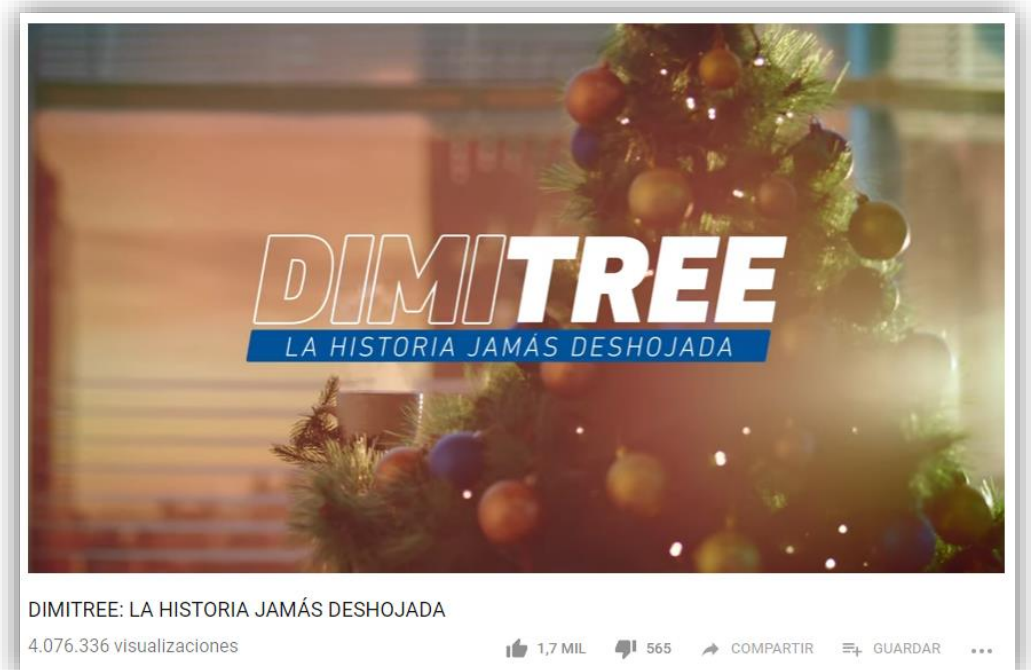 DIMITREE
LA HISTORIA JAMÁS DESHOJADA
DIMITREE: LA HISTORIA JAMÁS DESHOJADA
4.076.336 visualizaciones 1,7 MIL 565 COMPARTIR GUARDAR